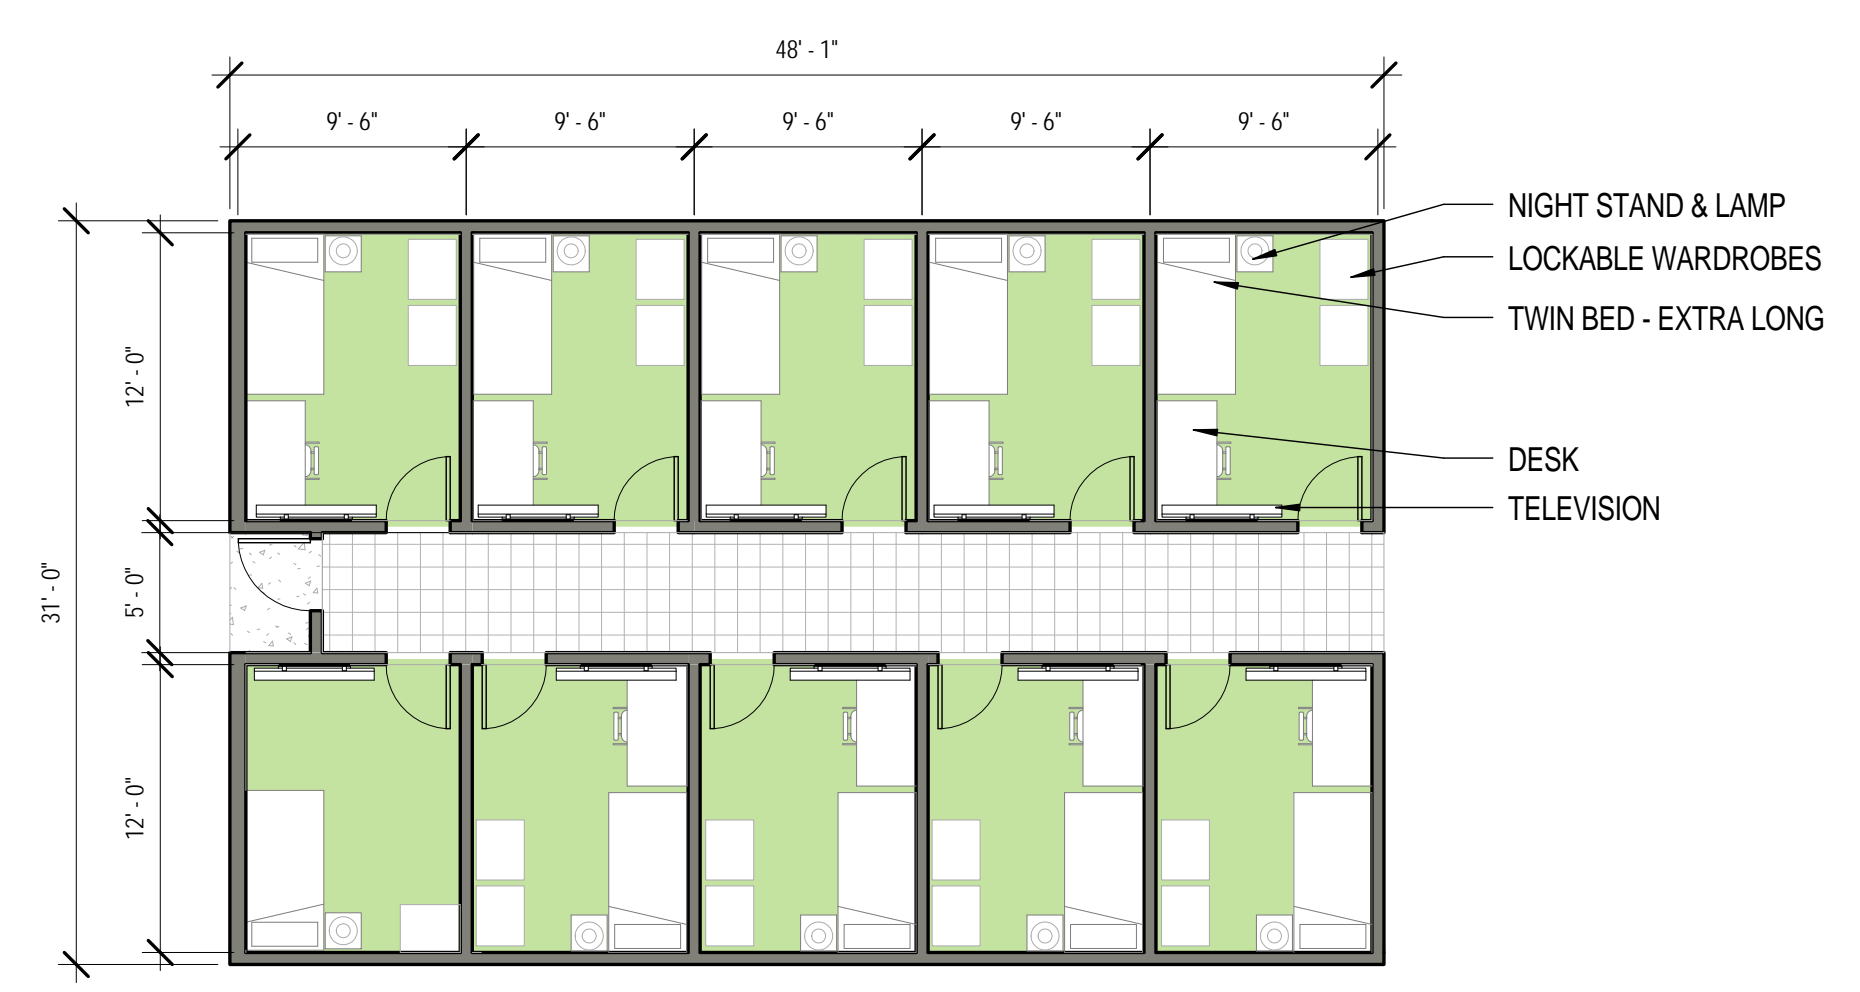 48' - 1"
9' - 6"
9' - 6"
9' - 6"
9' - 6"
9' - 6"
NIGHT STAND & LAMP
LOCKABLE WARDROBES
TWIN BED - EXTRA LONG
12' - 0"
DESK
TELEVISION
31' - 0"
5' - 0"
12' - 0"